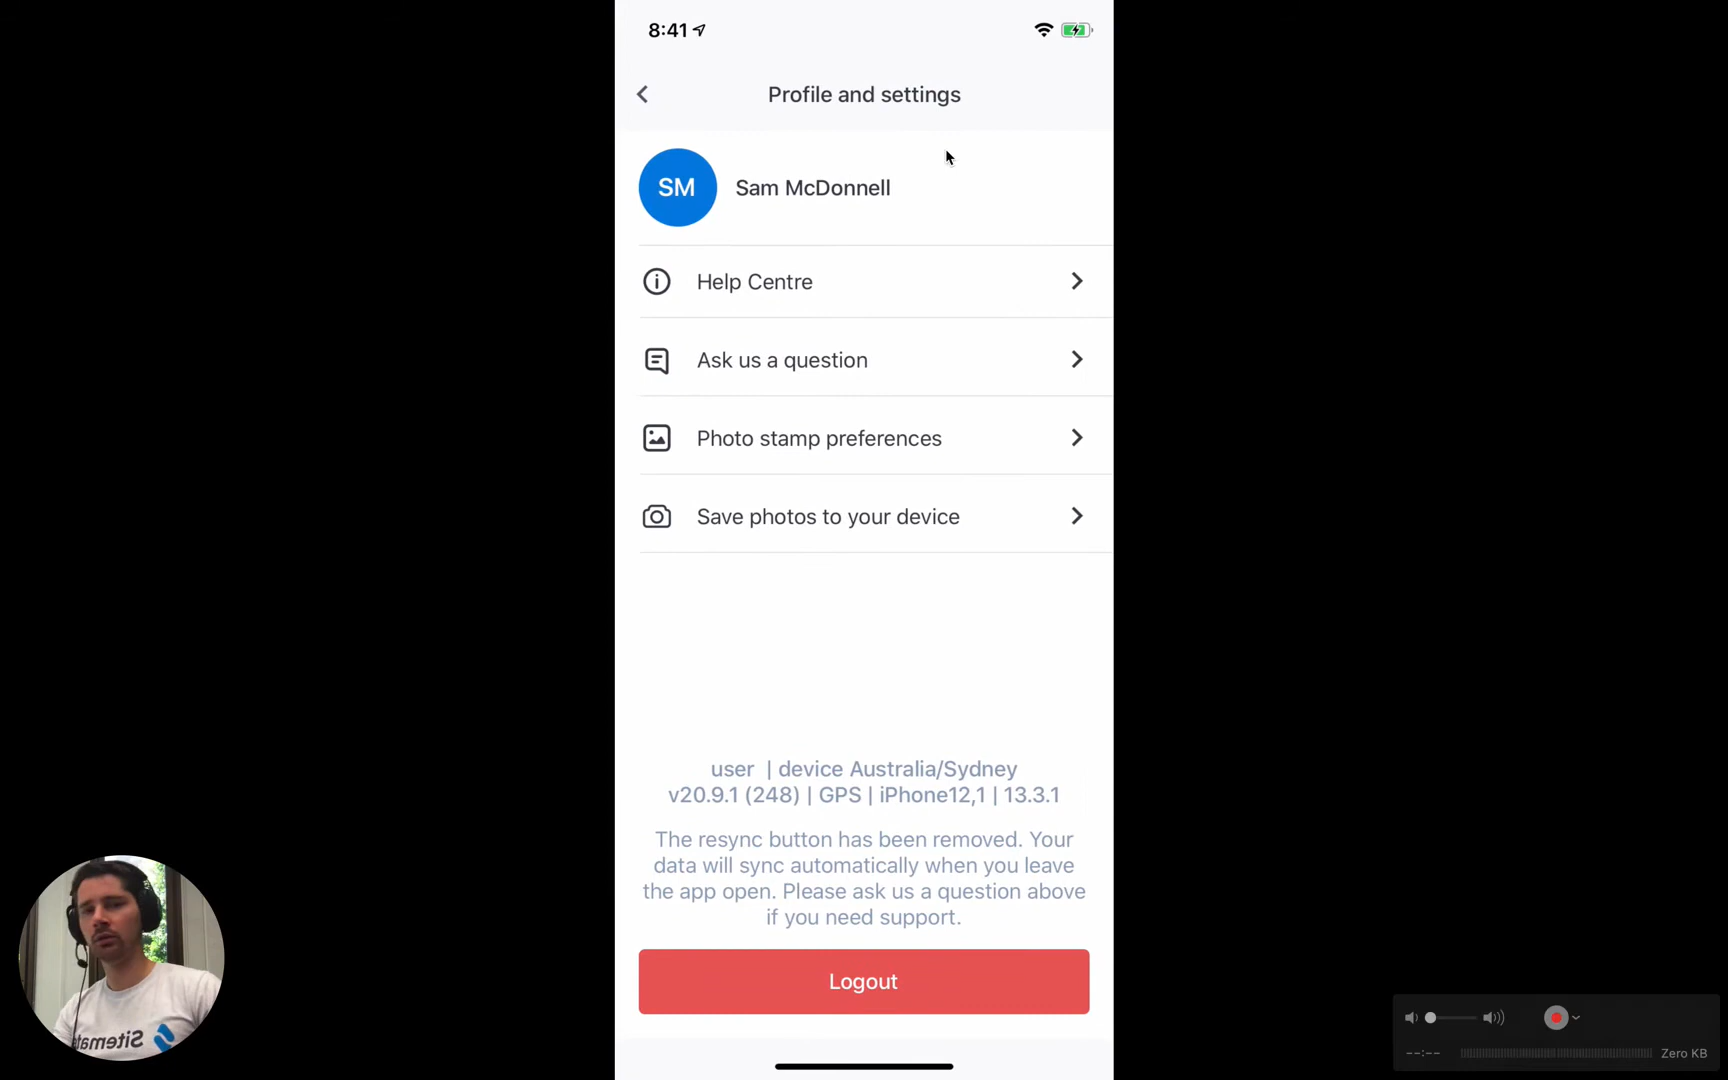 8:41
Profile and settings
SM
Sam McDonnell
Help Centre
Ask us a question
Photo stamp preferences
Save photos to your device
user | device Australia/Sydney
v20.9.1 (248) | GPS | iPhone12,1 | 13.3.1
The resync button has been removed. Your
data will sync automatically when you leave
the app open. Please ask us a question above
if you need support.
Logout
Sitemate
--:--
Zero KB